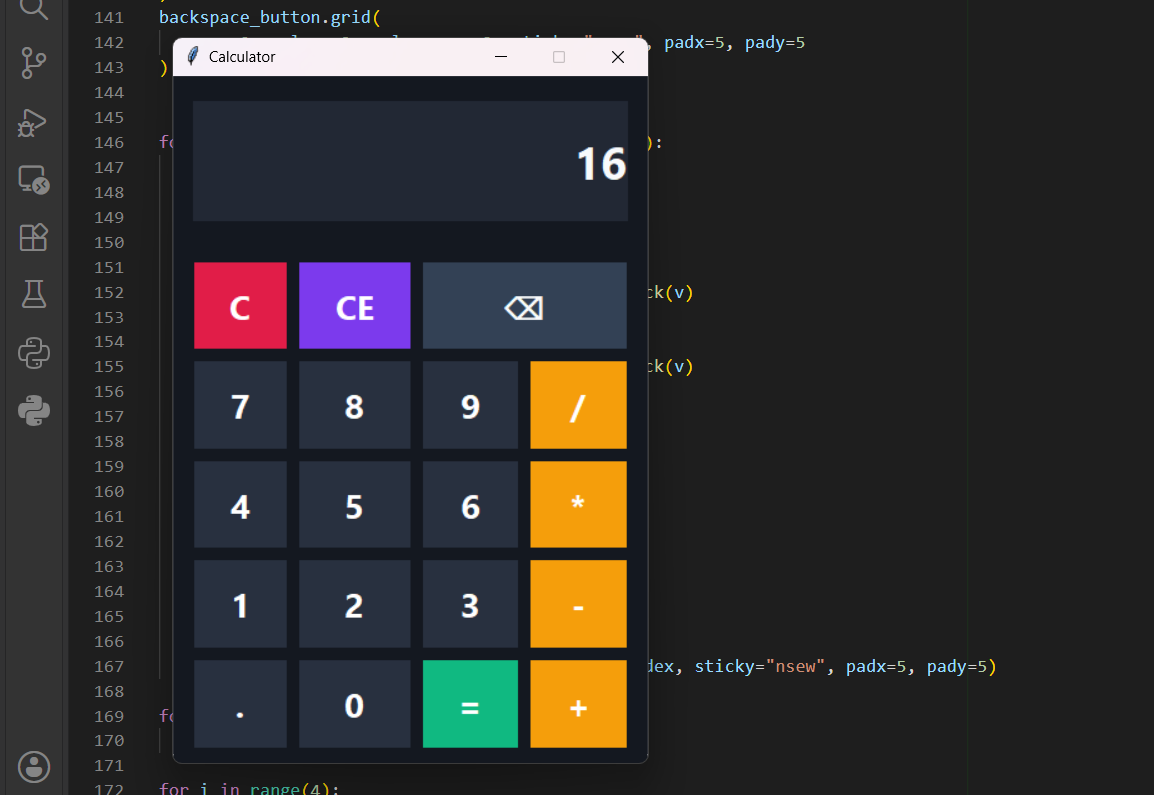 141 backspace_button.grid(
142 , padx=5, pady=5
143 )
Calculator
144
145
146 ):
147
148
149
150
151
152 ck(v)
153
154
155 ck(v)
156
157
158
159
160
161
162
163
164
165
166
167 dex, sticky="nsew", padx=5, pady=5)
168
169
170
171
172 for i in range(4):
16
C CE ⌫
7 8 9 /
4 5 6 *
1 2 3 -
. 0 = +